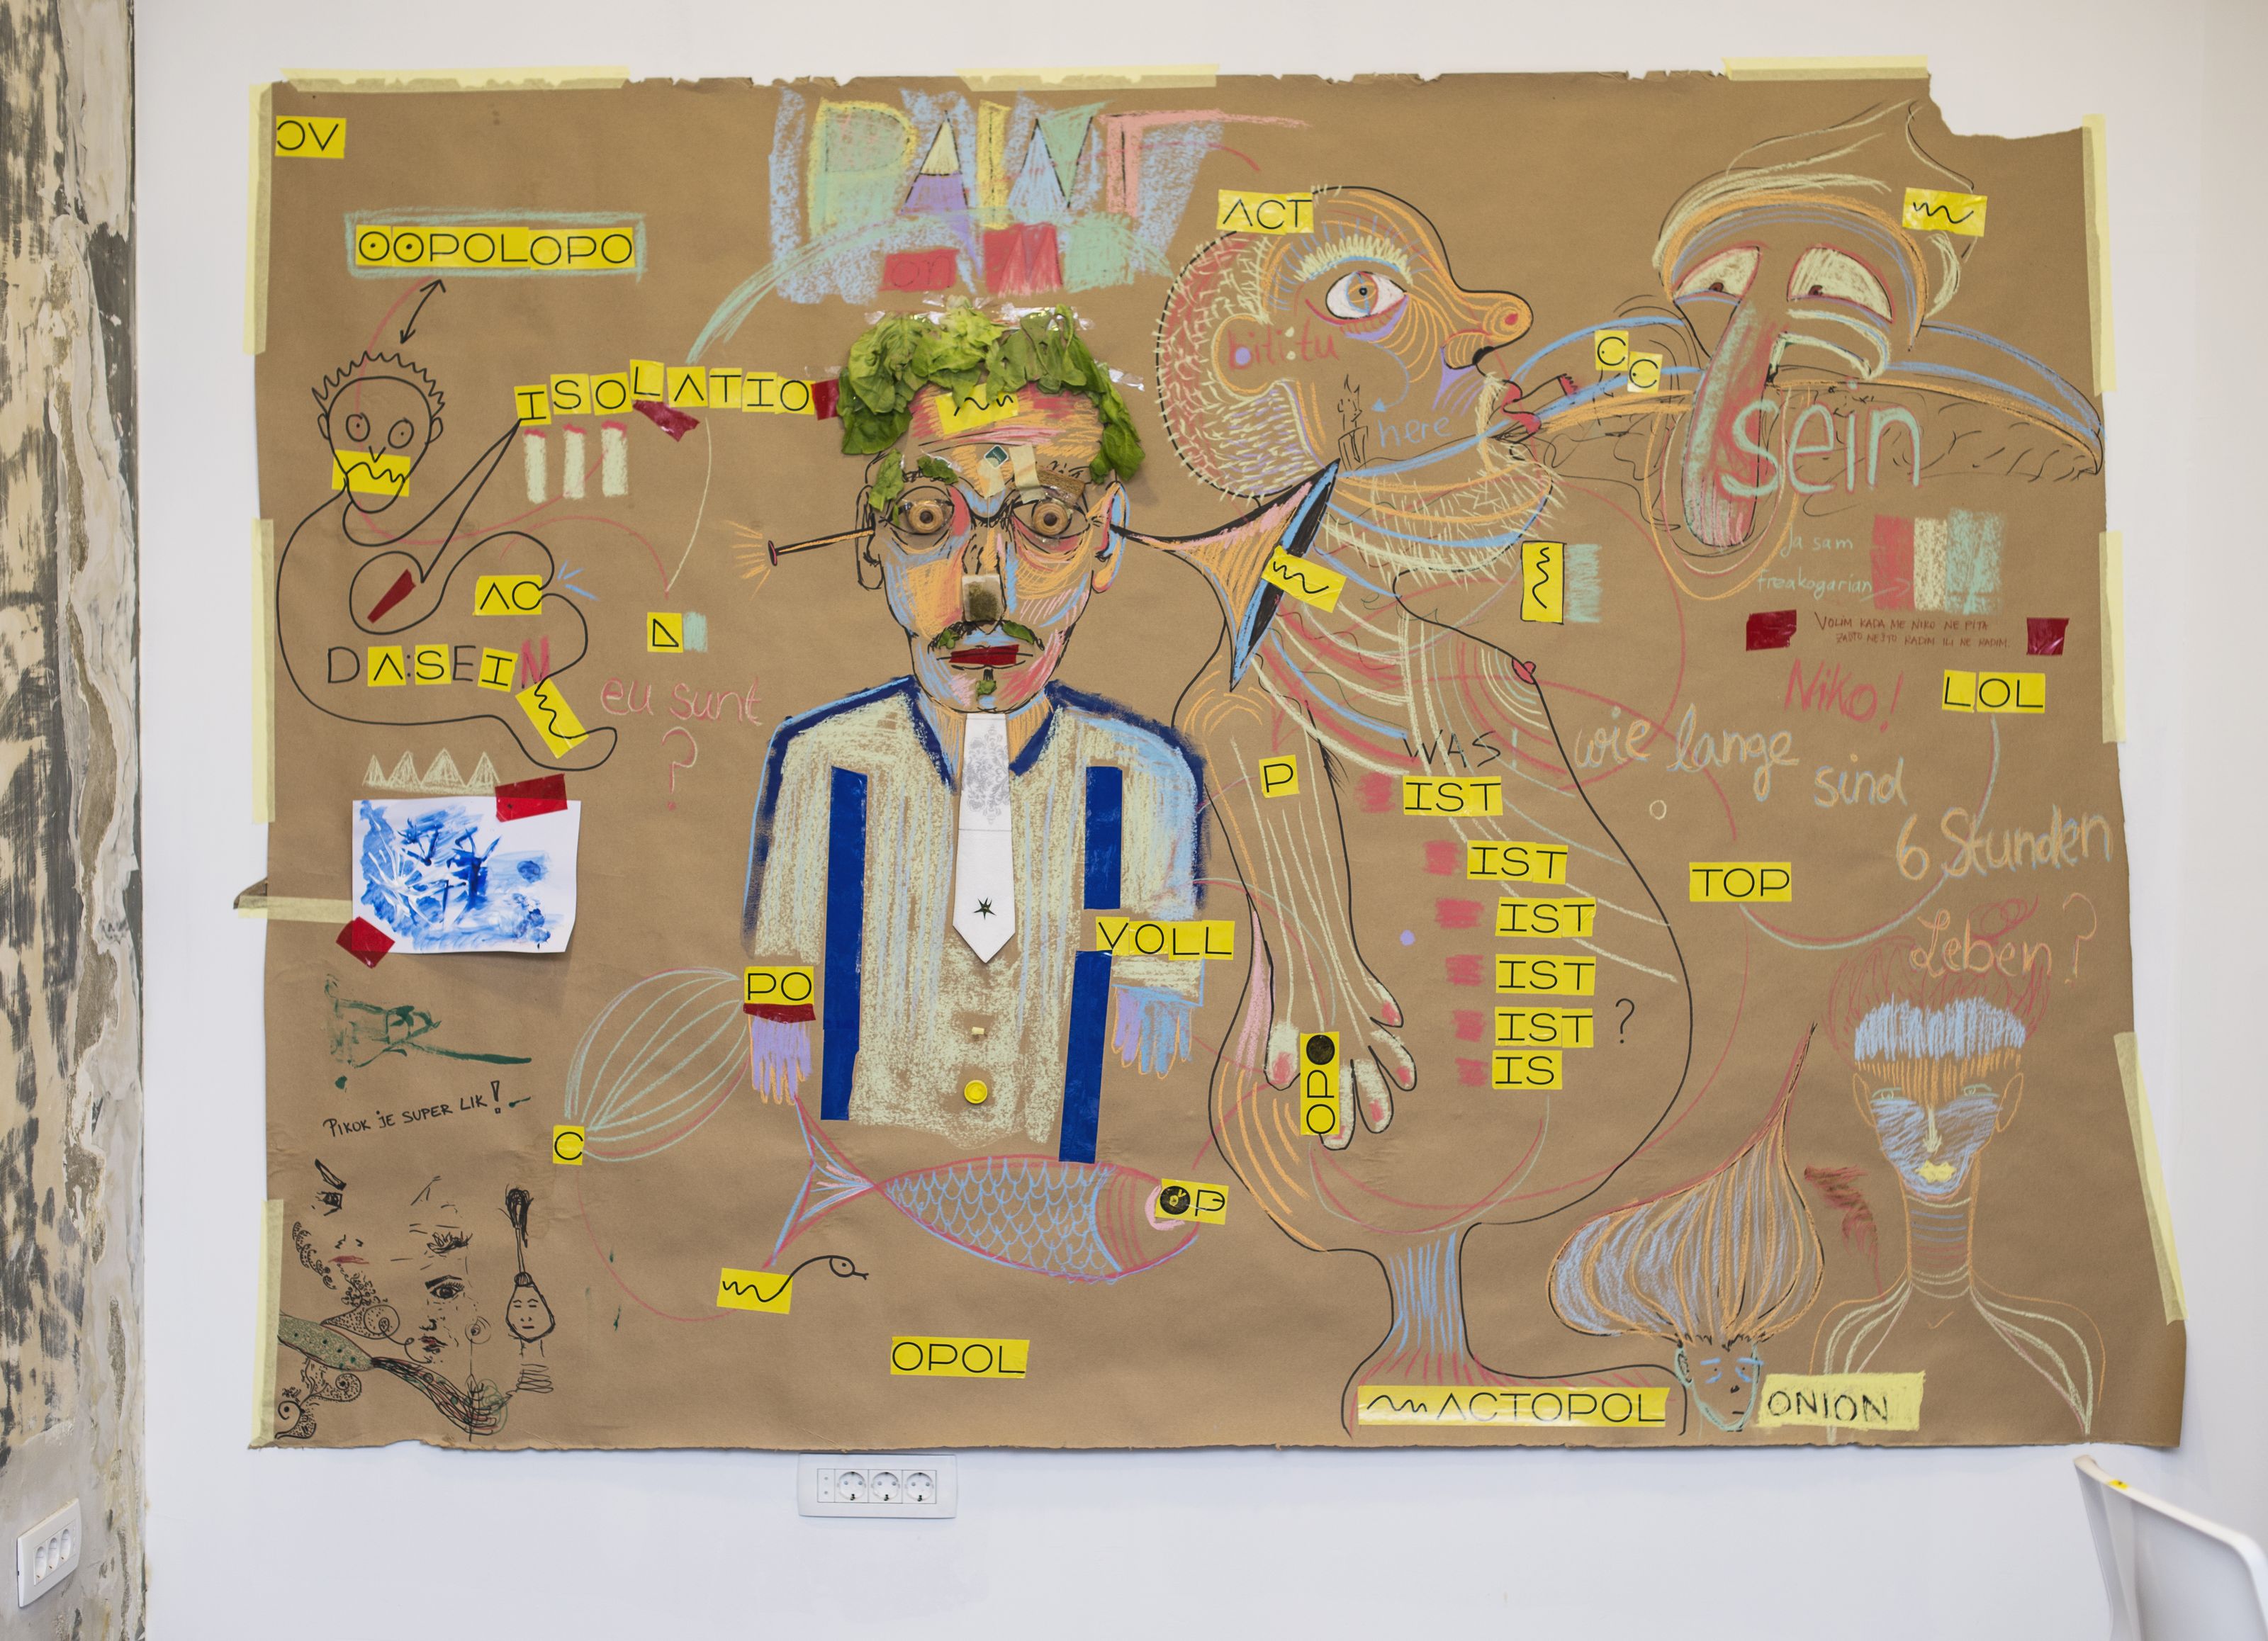 OV
PAINT
ACT
OOPOLOPO
or
biti:tu
CC
here
sein
ISOLATIO
Ja sam
freakogarian
AC
VOLIM KADA ME NIKO NE PITA
ZAŠTO NEŠTO RADIM ILI NE RADIM
DA:SEIN
eu sunt
?
Niko!
LOL
WAS!
wie lange
sind
6 Stunden
Leben?
P
IST
IST
IST
IST
IST ?
IS
TOP
VOLL
PO
OPO
PIKOK JE SUPER LIK!
C
OP
OPOL
ACTOPOL
ONION